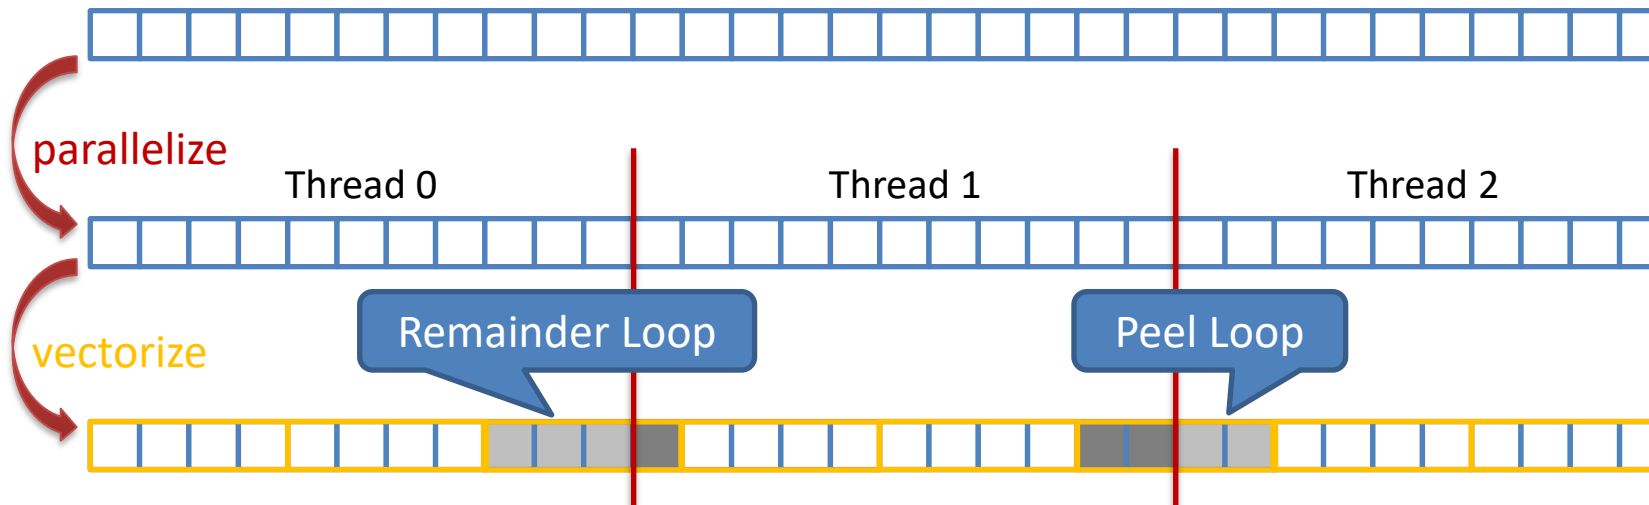 parallelize
Thread 0
Thread 1
Thread 2
Remainder Loop
Peel Loop
vectorize